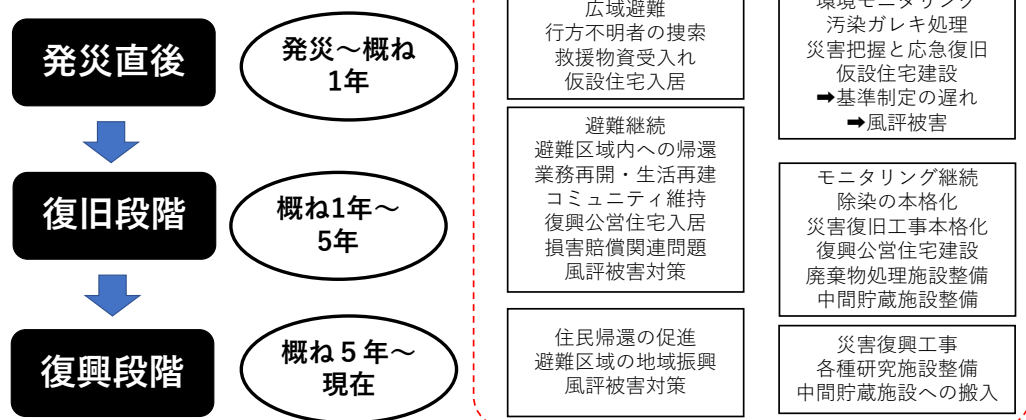 発災直後
発災～概ね
1年
広域避難
行方不明者の捜索
救援物資受入れ
仮設住宅入居
環境モニタリング
汚染ガレキ処理
災害把握と応急復旧
仮設住宅建設
➡基準制定の遅れ
➡風評被害
復旧段階
概ね1年～
5年
避難継続
避難区域内への帰還
業務再開・生活再建
コミュニティ維持
復興公営住宅入居
損害賠償関連問題
風評被害対策
モニタリング継続
除染の本格化
災害復旧工事本格化
復興公営住宅建設
廃棄物処理施設整備
中間貯蔵施設整備
復興段階
概ね５年～
現在
住民帰還の促進
避難区域の地域振興
風評被害対策
災害復興工事
各種研究施設整備
中間貯蔵施設への搬入